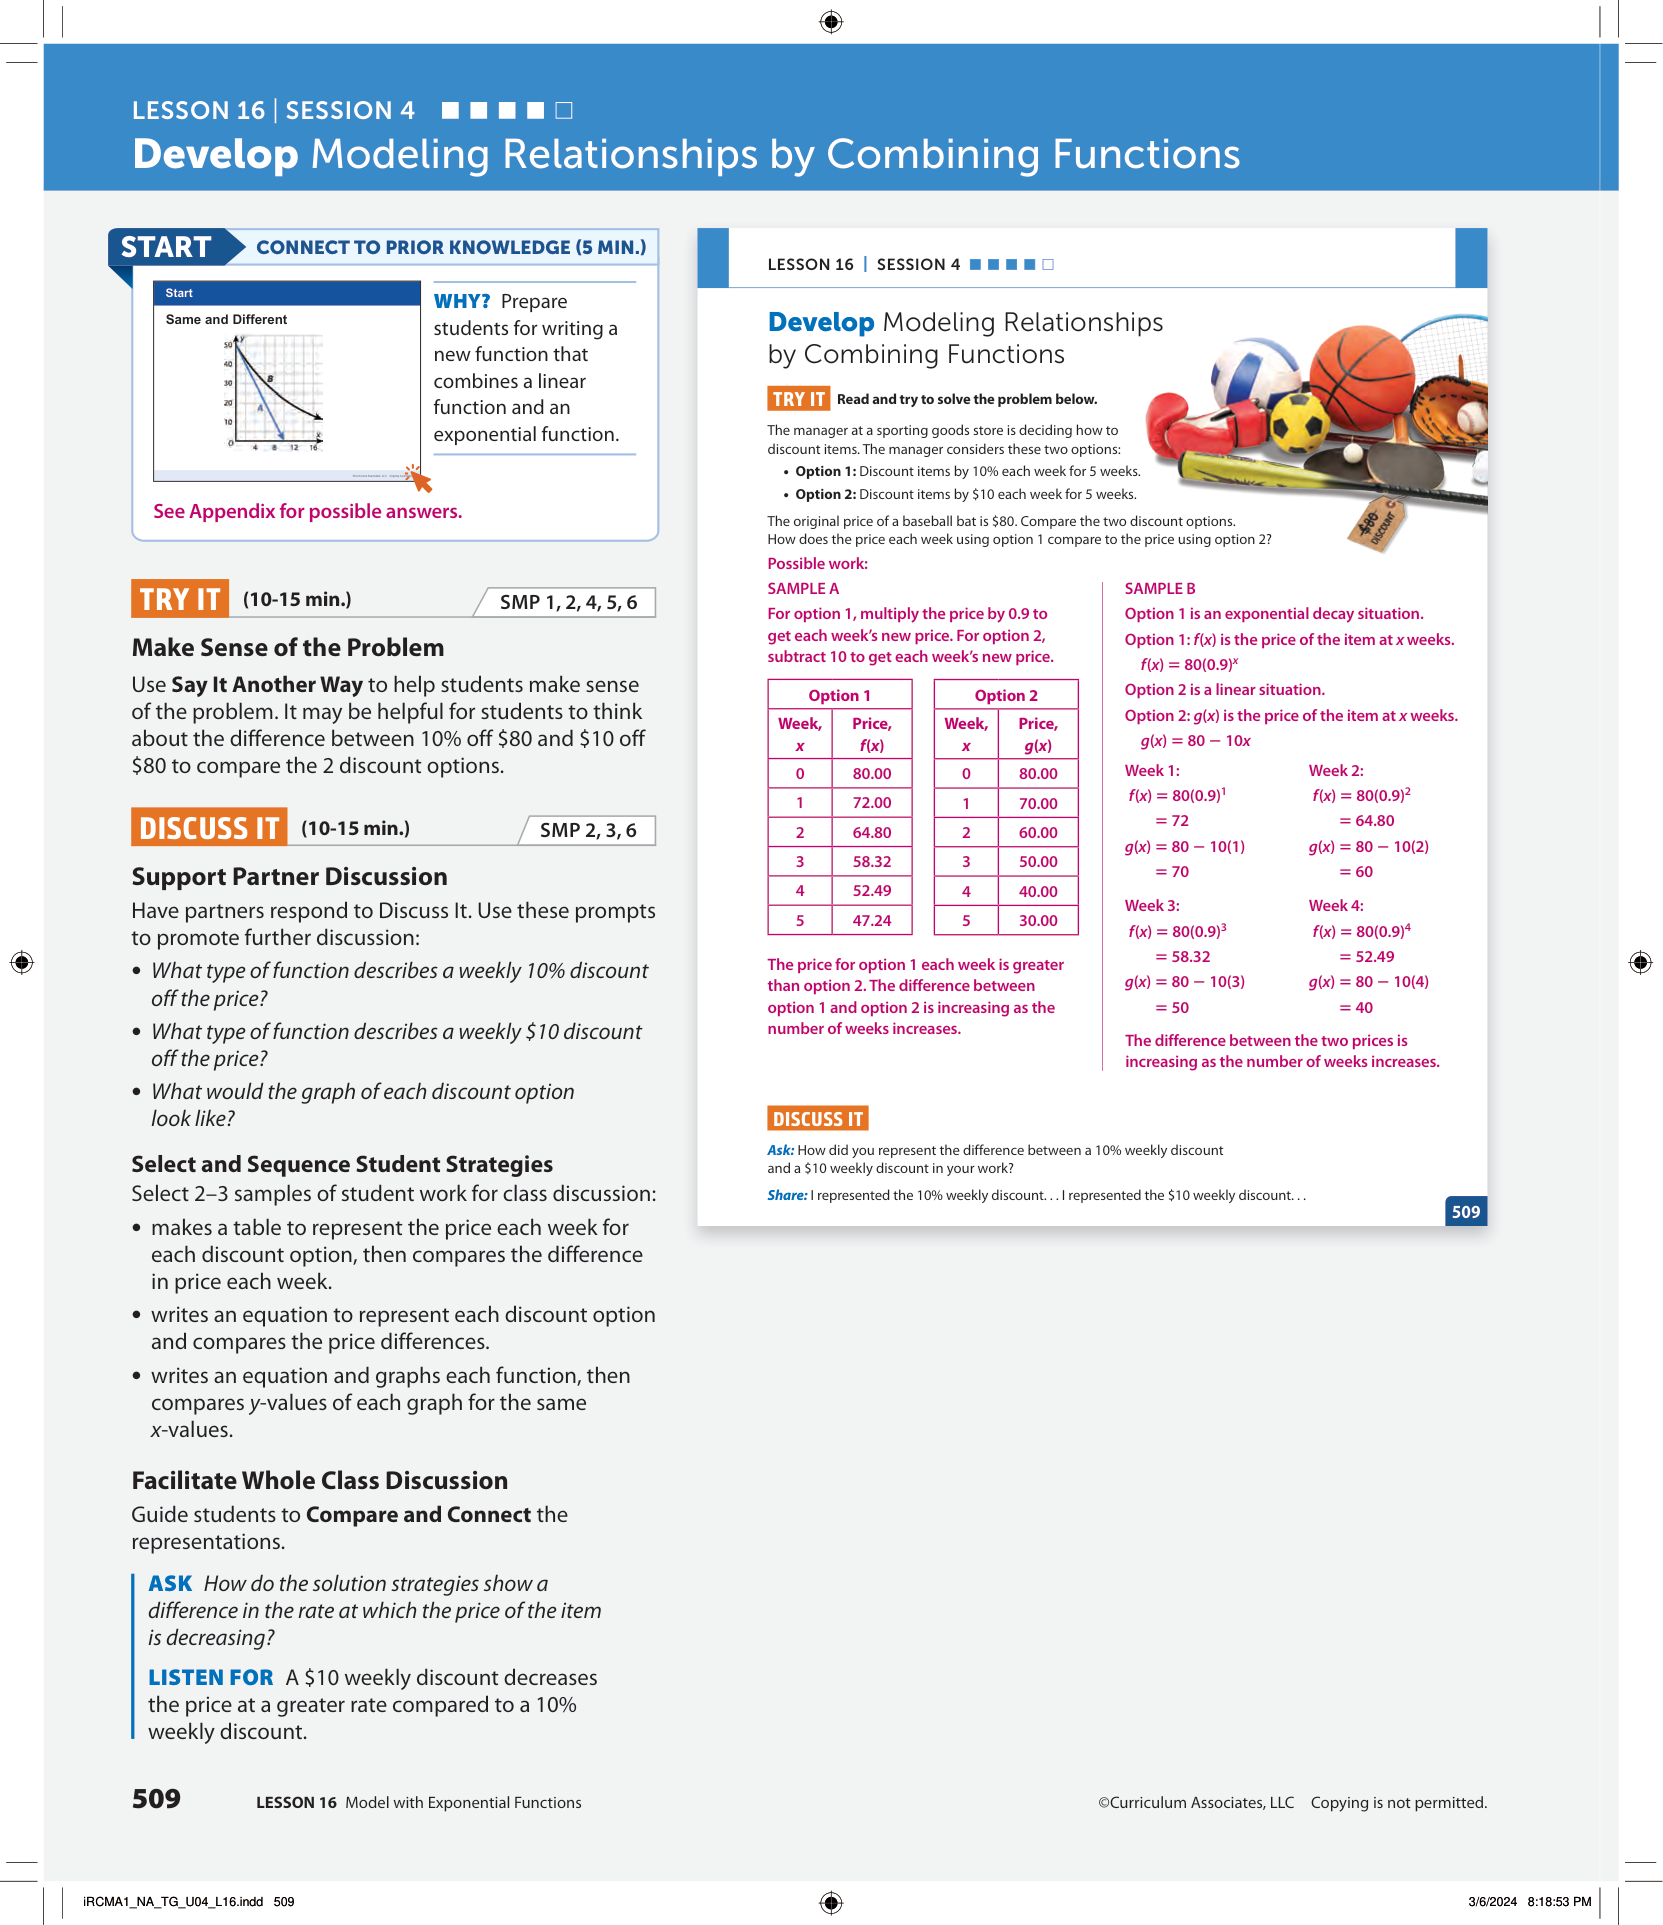 LESSON 16 | SESSION 4
Develop Modeling Relationships by Combining Functions
START
CONNECT TO PRIOR KNOWLEDGE (5 MIN.)
Start
Same and Different
y
50
40
30
20
10
0
B
A
4 8 12 16
x
WHY? Prepare
students for writing a
new function that
combines a linear
function and an
exponential function.
See Appendix for possible answers.
TRY IT (10-15 min.)
SMP 1, 2, 4, 5, 6
Make Sense of the Problem
Use Say It Another Way to help students make sense
of the problem. It may be helpful for students to think
about the difference between 10% off $80 and $10 off
$80 to compare the 2 discount options.
DISCUSS IT (10-15 min.)
SMP 2, 3, 6
Support Partner Discussion
Have partners respond to Discuss It. Use these prompts
to promote further discussion:
• What type of function describes a weekly 10% discount
off the price?
• What type of function describes a weekly $10 discount
off the price?
• What would the graph of each discount option
look like?
Select and Sequence Student Strategies
Select 2–3 samples of student work for class discussion:
• makes a table to represent the price each week for
each discount option, then compares the difference
in price each week.
• writes an equation to represent each discount option
and compares the price differences.
• writes an equation and graphs each function, then
compares y-values of each graph for the same
x-values.
Facilitate Whole Class Discussion
Guide students to Compare and Connect the
representations.
ASK How do the solution strategies show a
difference in the rate at which the price of the item
is decreasing?
LISTEN FOR A $10 weekly discount decreases
the price at a greater rate compared to a 10%
weekly discount.
LESSON 16 | SESSION 4
Develop Modeling Relationships
by Combining Functions
TRY IT Read and try to solve the problem below.
The manager at a sporting goods store is deciding how to
discount items. The manager considers these two options:
• Option 1: Discount items by 10% each week for 5 weeks.
• Option 2: Discount items by $10 each week for 5 weeks.
The original price of a baseball bat is $80. Compare the two discount options.
How does the price each week using option 1 compare to the price using option 2?
$80
DISCOUNT
Possible work:
SAMPLE A
For option 1, multiply the price by 0.9 to
get each week's new price. For option 2,
subtract 10 to get each week's new price.
Option 1
Week, x Price, f(x)
0 80.00
1 72.00
2 64.80
3 58.32
4 52.49
5 47.24
Option 2
Week, x Price, g(x)
0 80.00
1 70.00
2 60.00
3 50.00
4 40.00
5 30.00
The price for option 1 each week is greater
than option 2. The difference between
option 1 and option 2 is increasing as the
number of weeks increases.
SAMPLE B
Option 1 is an exponential decay situation.
Option 1: f(x) is the price of the item at x weeks.
f(x) = 80(0.9)ˣ
Option 2 is a linear situation.
Option 2: g(x) is the price of the item at x weeks.
g(x) = 80 − 10x
Week 1:
f(x) = 80(0.9)¹
= 72
g(x) = 80 − 10(1)
= 70
Week 2:
f(x) = 80(0.9)²
= 64.80
g(x) = 80 − 10(2)
= 60
Week 3:
f(x) = 80(0.9)³
= 58.32
g(x) = 80 − 10(3)
= 50
Week 4:
f(x) = 80(0.9)⁴
= 52.49
g(x) = 80 − 10(4)
= 40
The difference between the two prices is
increasing as the number of weeks increases.
DISCUSS IT
Ask: How did you represent the difference between a 10% weekly discount
and a $10 weekly discount in your work?
Share: I represented the 10% weekly discount. . . I represented the $10 weekly discount. . .
509
509 LESSON 16 Model with Exponential Functions
©Curriculum Associates, LLC Copying is not permitted.
iRCMA1_NA_TG_U04_L16.indd 509
3/6/2024 8:18:53 PM